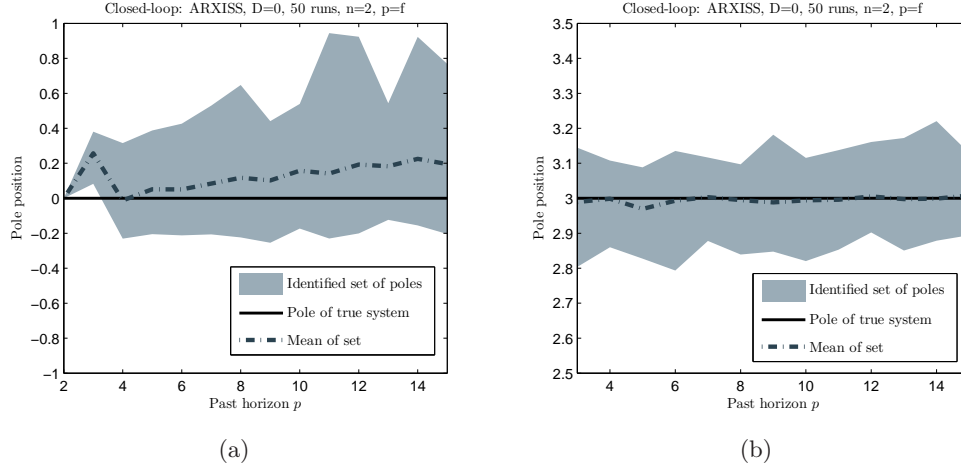 Closed-loop: ARXISS, D=0, 50 runs, n=2, p=f
1
0.8
0.6
0.4
0.2
0
−0.2
−0.4
−0.6
−0.8
−1
Pole position
Identified set of poles
Pole of true system
Mean of set
2 4 6 8 10 12 14
Past horizon p
(a)
Closed-loop: ARXISS, D=0, 50 runs, n=2, p=f
3.5
3.4
3.3
3.2
3.1
3
2.9
2.8
2.7
2.6
2.5
Pole position
Identified set of poles
Pole of true system
Mean of set
4 6 8 10 12 14
Past horizon p
(b)